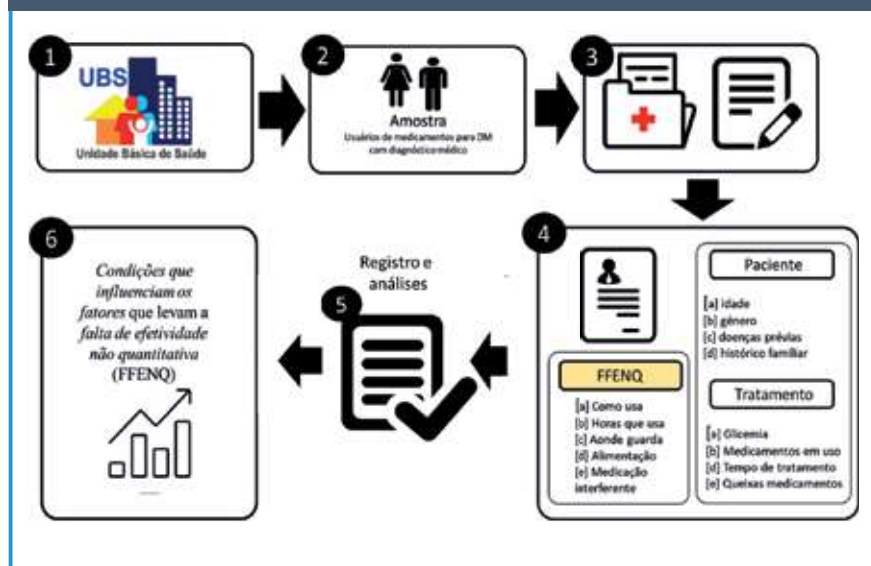 1
UBS
Unidade Básica de Saúde
2
Amostra
Usuários de medicamentos para DM
com diagnóstico médico
3
4
FFENQ
[a] Como usa
[b] Horas que usa
[c] Aonde guarda
[d] Alimentação
[e] Medicação
interferente
Paciente
[a] idade
[b] gênero
[c] doenças prévias
[d] histórico familiar
Tratamento
[a] Glicemia
[b] Medicamentos em uso
[d] Tempo de tratamento
[e] Queixas medicamentos
Registro e
análises
5
6
Condições que
influenciam os
fatores que levam a
falta de efetividade
não quantitativa
(FFENQ)